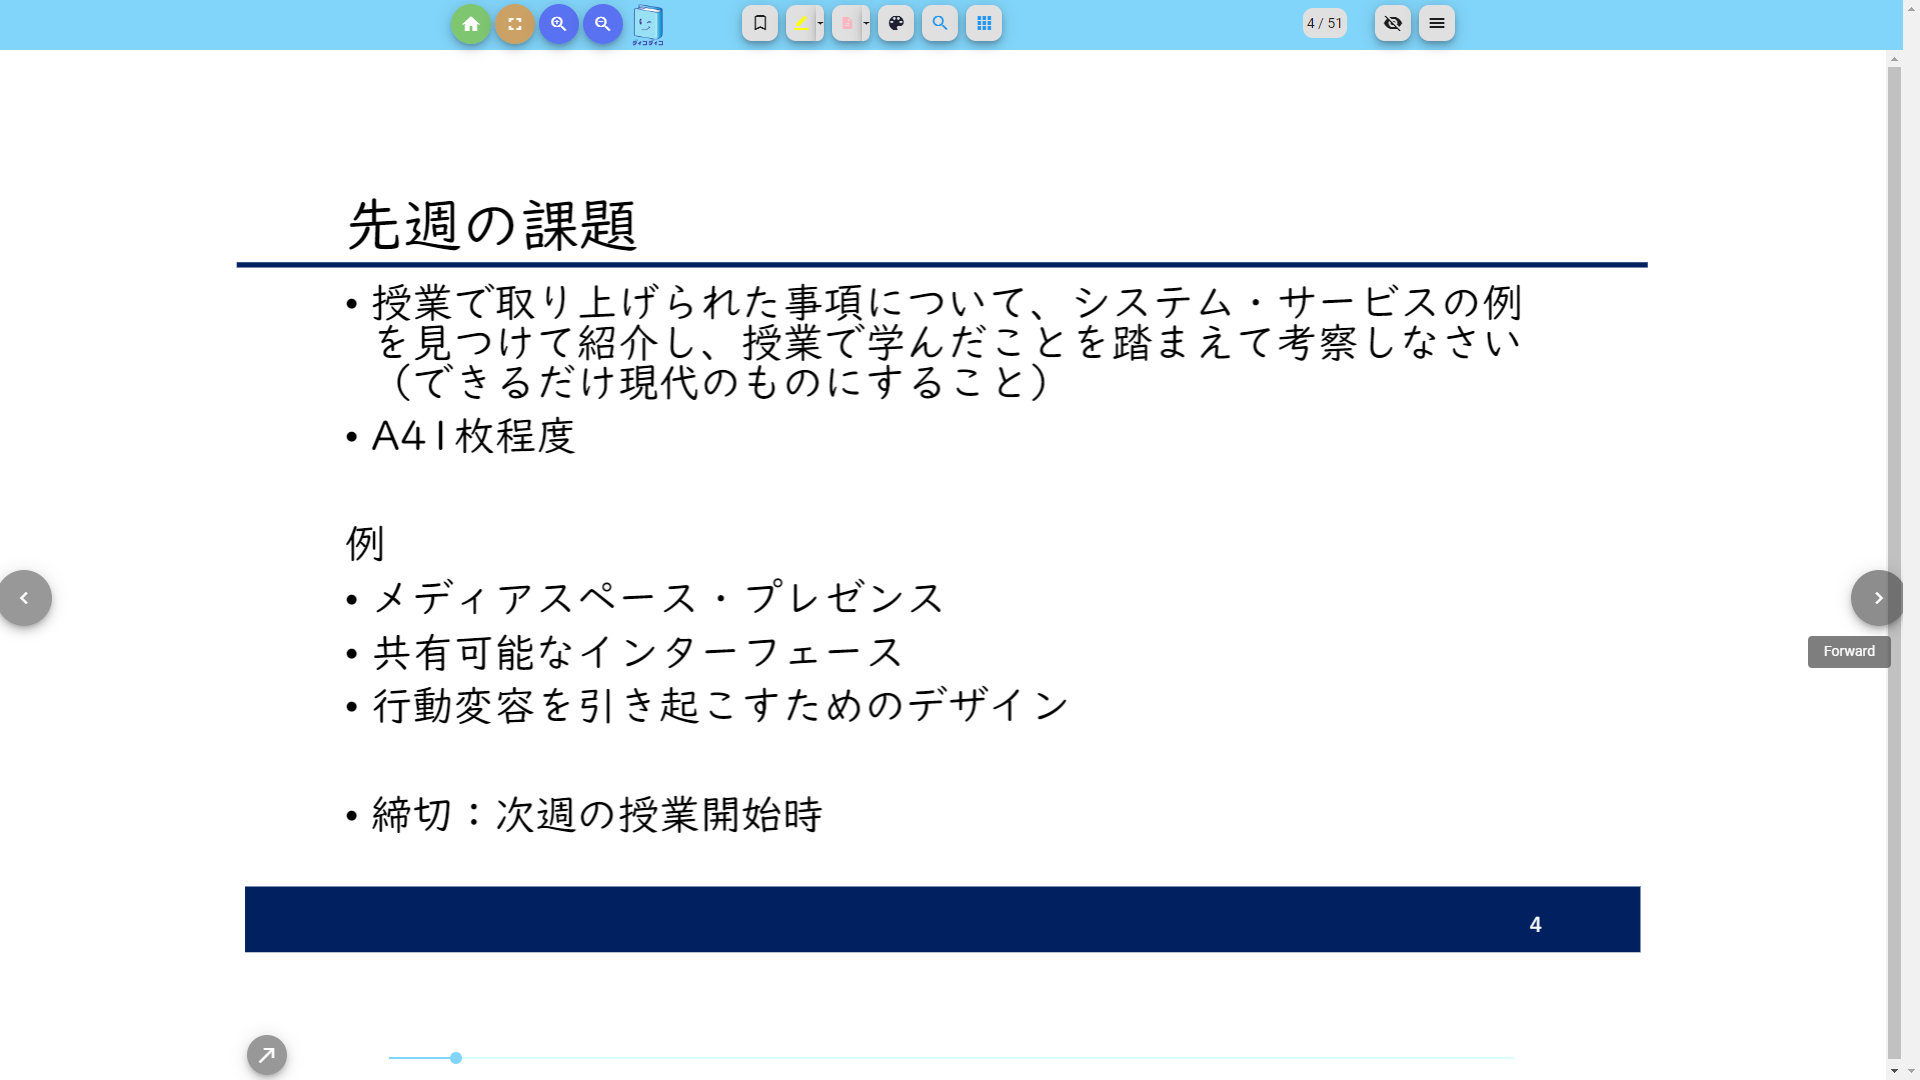 4 / 51
先週の課題
• 授業で取り上げられた事項について、システム・サービスの例
を見つけて紹介し、授業で学んだことを踏まえて考察しなさい
（できるだけ現代のものにすること）
• A4 1枚程度
例
• メディアスペース・プレゼンス
• 共有可能なインターフェース
• 行動変容を引き起こすためのデザイン
Forward
• 締切：次週の授業開始時
4